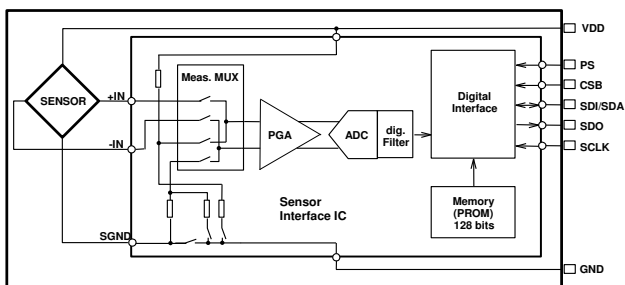 VDD
PS
Meas. MUX
Digital
Interface
CSB
SENSOR
+IN
SDI/SDA
SDO
PGA
ADC
dig.
Filter
-IN
SCLK
Sensor
Interface IC
Memory
(PROM)
128 bits
SGND
GND